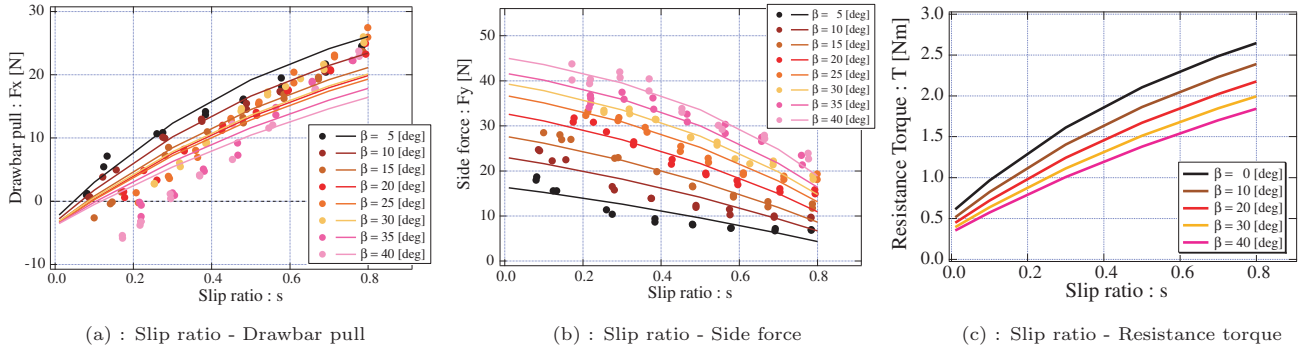 Drawbar pull : Fx [N]
30
20
10
0
-10
0.0 0.2 0.4 0.6 0.8
Slip ratio : s
β = 5 [deg]
β = 10 [deg]
β = 15 [deg]
β = 20 [deg]
β = 25 [deg]
β = 30 [deg]
β = 35 [deg]
β = 40 [deg]
(a) : Slip ratio - Drawbar pull
Side force : Fy [N]
50
40
30
20
10
0
0.0 0.2 0.4 0.6 0.8
Slip ratio : s
β = 5 [deg]
β = 10 [deg]
β = 15 [deg]
β = 20 [deg]
β = 25 [deg]
β = 30 [deg]
β = 35 [deg]
β = 40 [deg]
(b) : Slip ratio - Side force
Resistance Torque : T [Nm]
3.0
2.5
2.0
1.5
1.0
0.5
0.0
0.0 0.2 0.4 0.6 0.8
Slip ratio : s
β = 0 [deg]
β = 10 [deg]
β = 20 [deg]
β = 30 [deg]
β = 40 [deg]
(c) : Slip ratio - Resistance torque